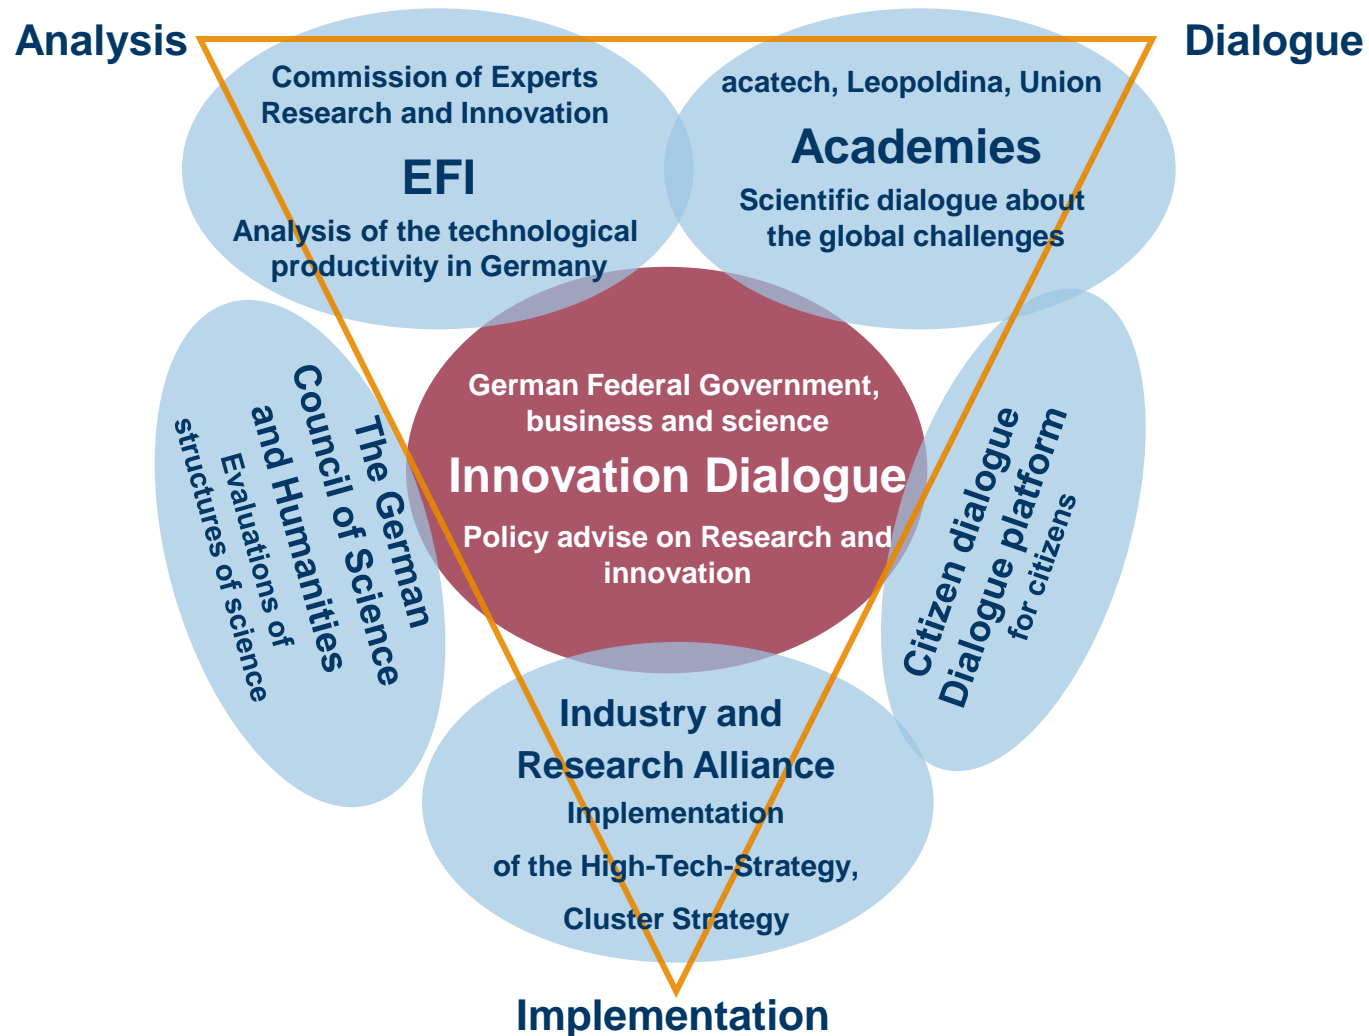 Analysis
Dialogue
Commission of Experts
Research and Innovation
EFI
Analysis of the technological
productivity in Germany
acatech, Leopoldina, Union
Academies
Scientific dialogue about
the global challenges
The German
Council of Science
and Humanities
Evaluations of
structures of science
German Federal Government,
business and science
Innovation Dialogue
Policy advise on Research and
innovation
Citizen dialogue
Dialogue platform
for citizens
Industry and
Research Alliance
Implementation
of the High-Tech-Strategy,
Cluster Strategy
Implementation